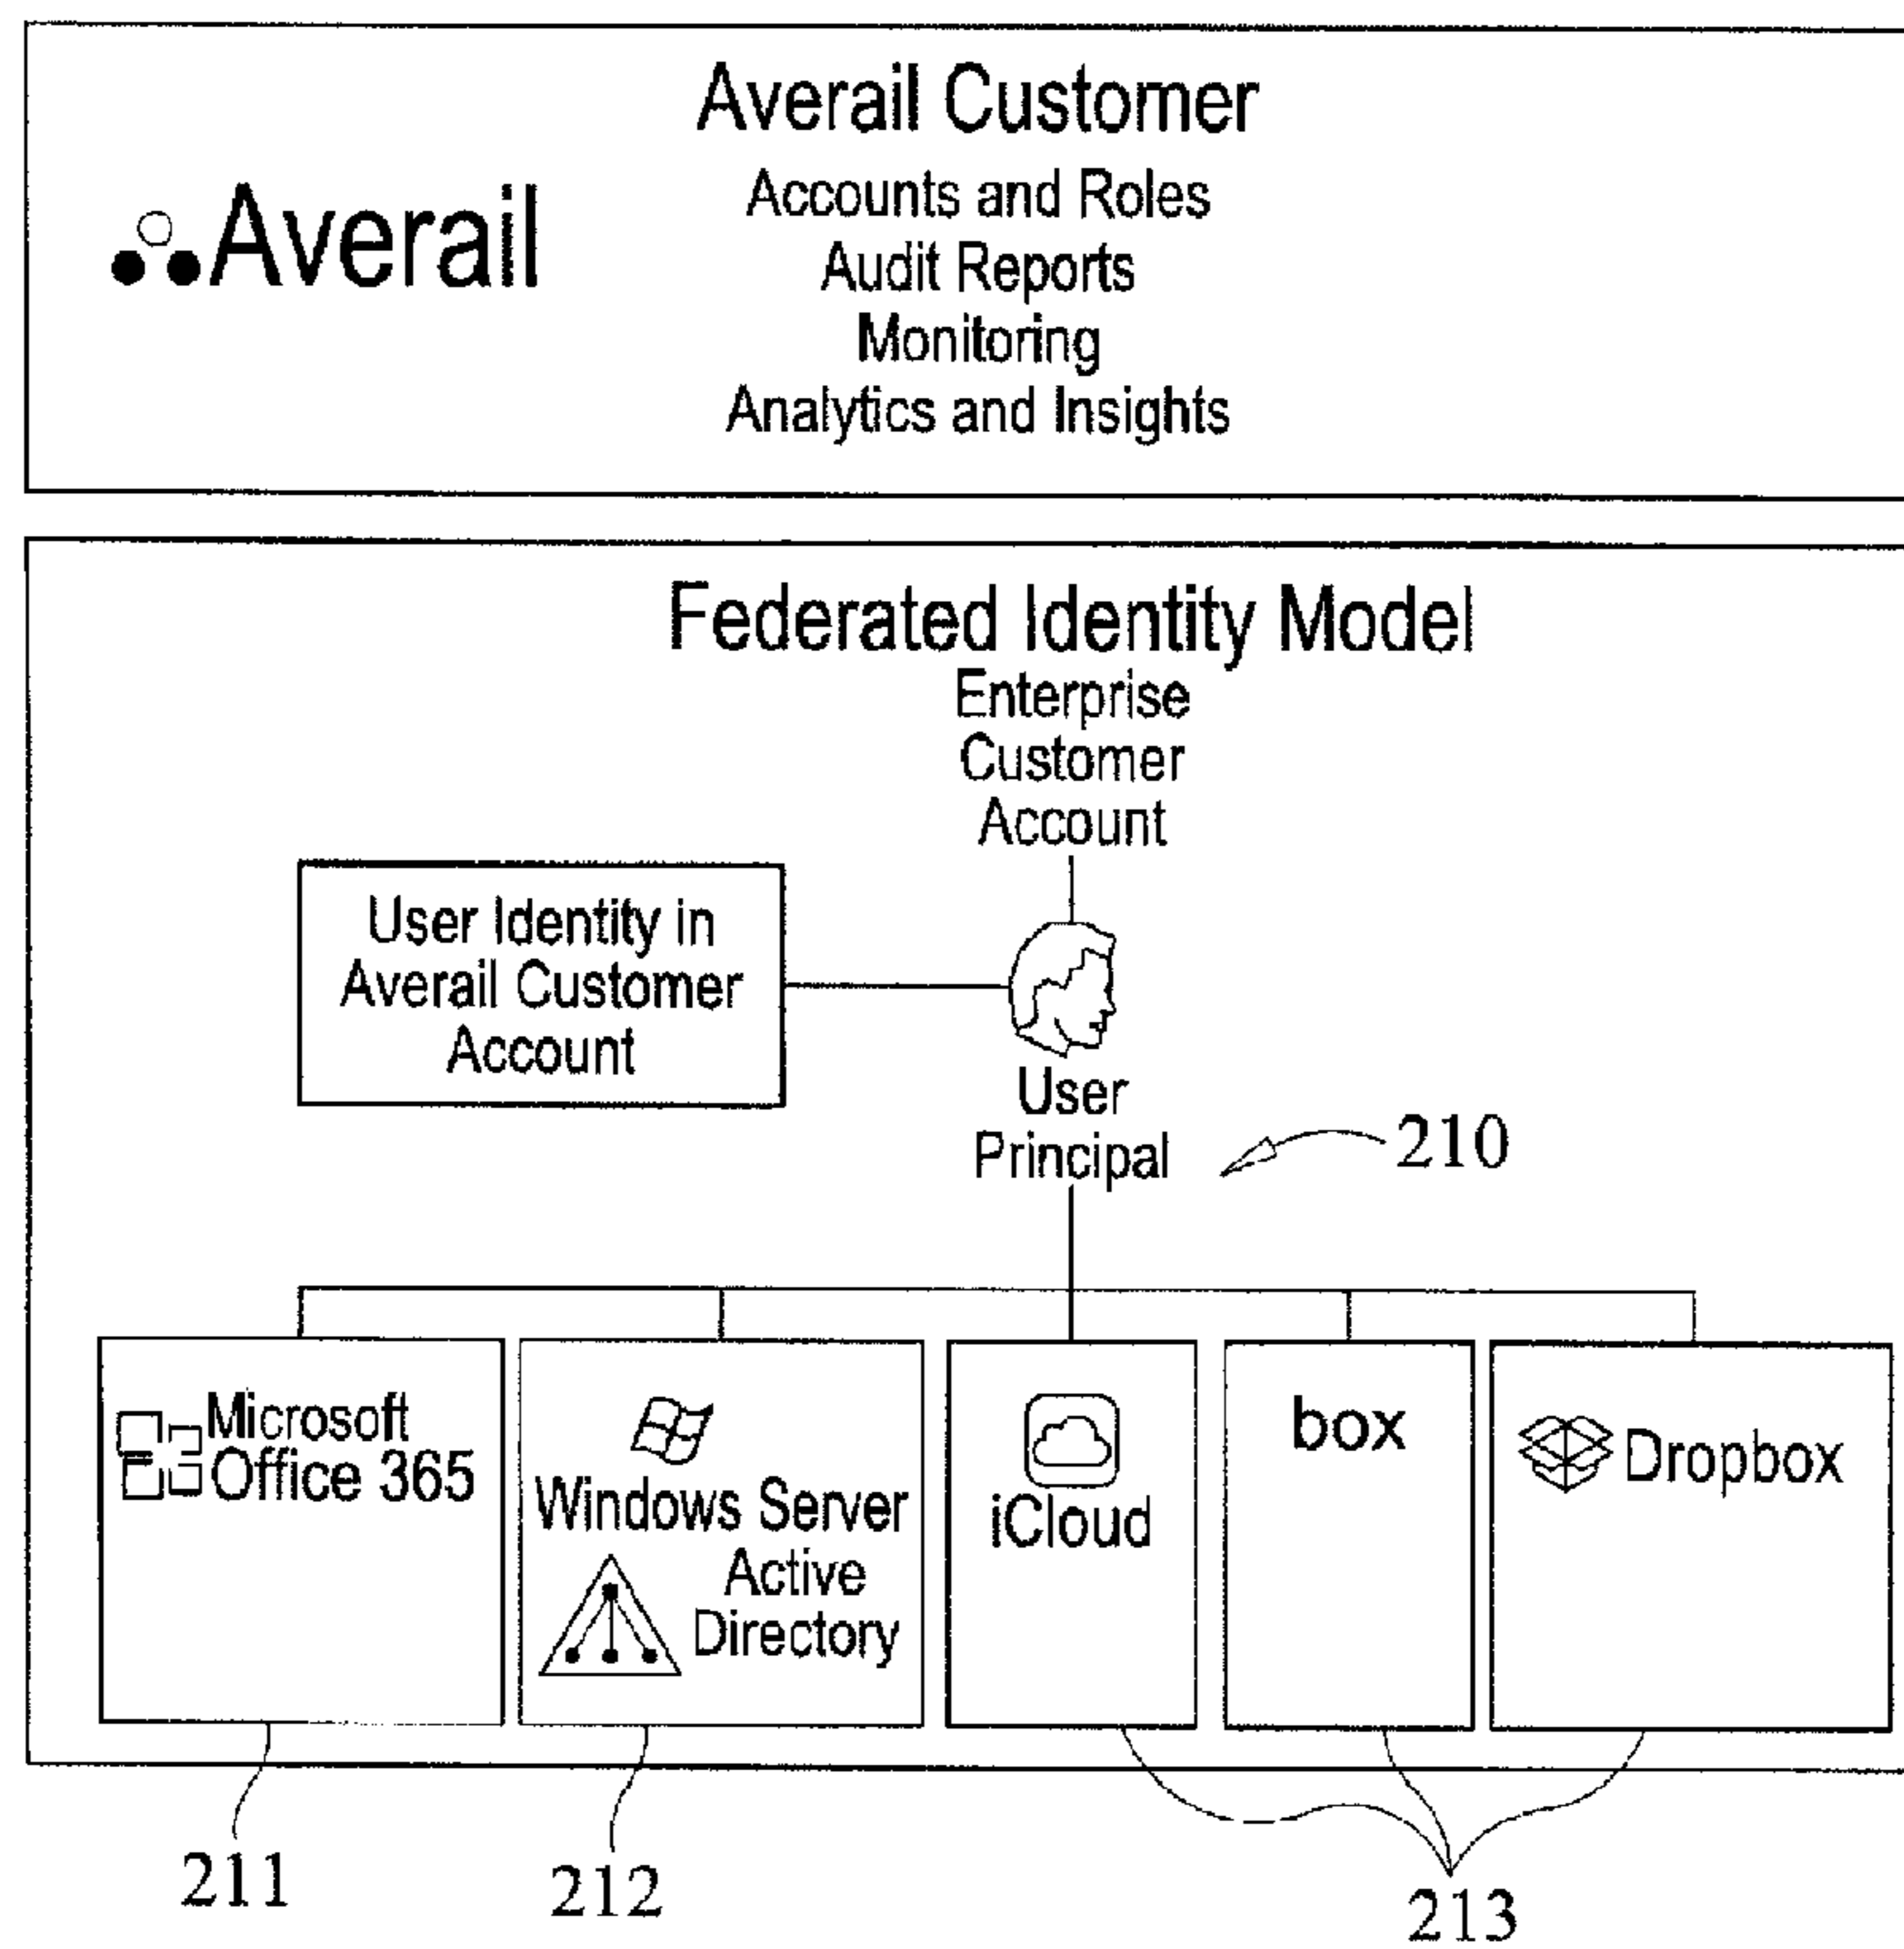 Averail Customer
Averail
Accounts and Roles
Audit Reports
Monitoring
Analytics and Insights
Federated Identity Model
Enterprise
Customer
Account
User Identity in
Averail Customer
Account
User
Principal
210
Microsoft
Office 365
Windows Server
Active
Directory
iCloud
box
Dropbox
211
212
213